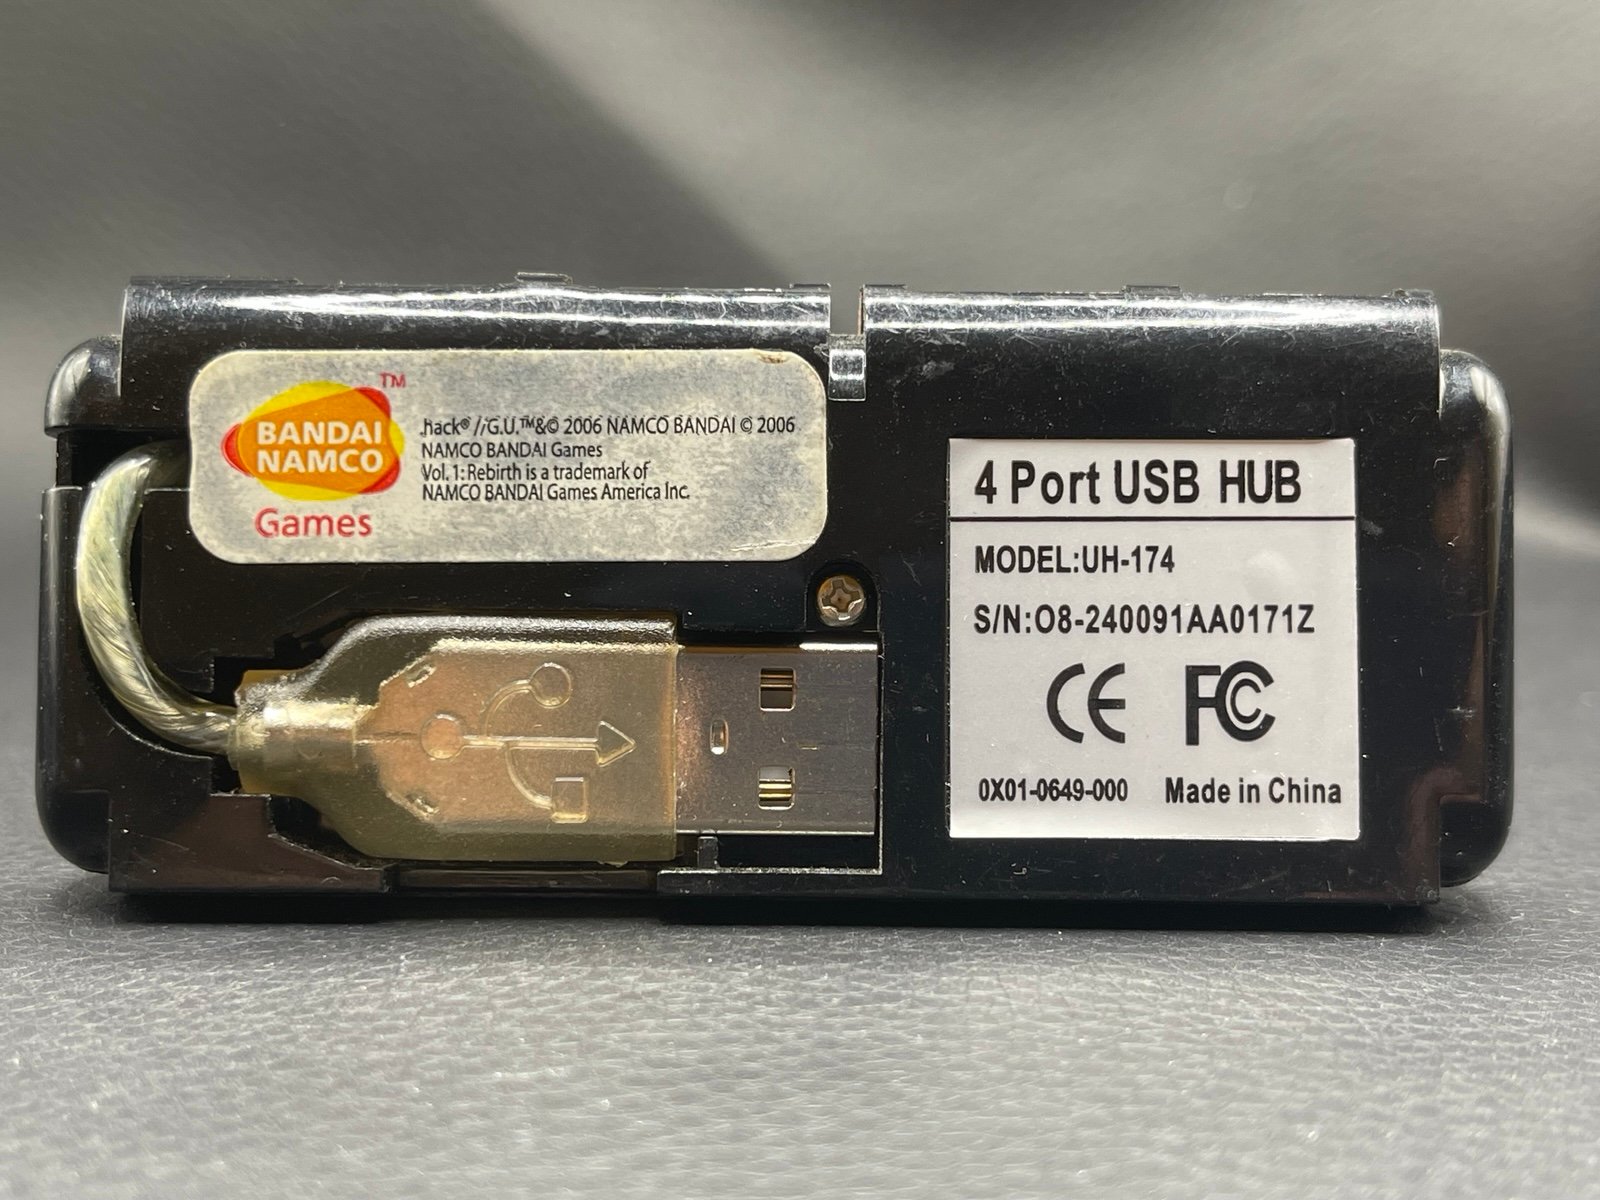 BANDAI
NAMCO
TM
Games
.hack® //G.U.™&© 2006 NAMCO BANDAI © 2006
NAMCO BANDAI Games
Vol. 1: Rebirth is a trademark of
NAMCO BANDAI Games America Inc.
4 Port USB HUB
MODEL:UH-174
S/N:O8-240091AA0171Z
CE FC
0X01-0649-000 Made in China